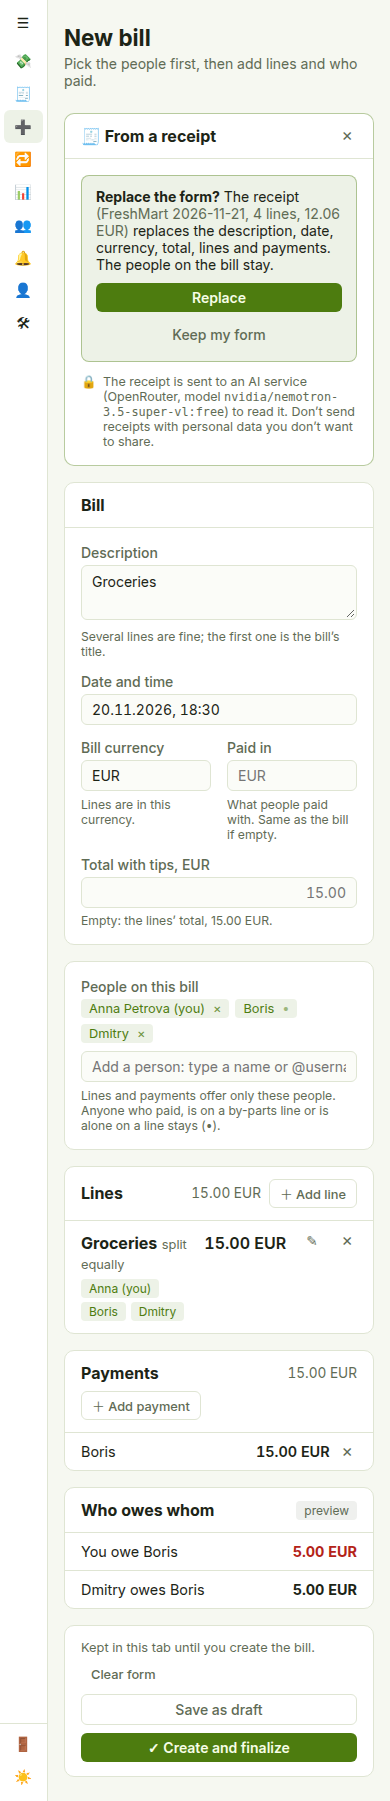 ☰
New bill
Pick the people first, then add lines and who
paid.
🧾 From a receipt ×
Replace the form? The receipt
(FreshMart 2026-11-21, 4 lines, 12.06
EUR) replaces the description, date,
currency, total, lines and payments.
The people on the bill stay.
Replace
Keep my form
🔒 The receipt is sent to an AI service
(OpenRouter, model nvidia/nemotron-
3.5-super-vl:free) to read it. Don't send
receipts with personal data you don't want
to share.
Bill
Description
Groceries
Several lines are fine; the first one is the bill's
title.
Date and time
20.11.2026, 18:30
Bill currency Paid in
EUR EUR
Lines are in this What people paid
currency. with. Same as the bill
if empty.
Total with tips, EUR
15.00
Empty: the lines' total, 15.00 EUR.
People on this bill
Anna Petrova (you) × Boris •
Dmitry ×
Add a person: type a name or @userna
Lines and payments offer only these people.
Anyone who paid, is on a by-parts line or is
alone on a line stays (•).
Lines 15.00 EUR + Add line
Groceries split 15.00 EUR ✎ ×
equally
Anna (you)
Boris Dmitry
Payments 15.00 EUR
+ Add payment
Boris 15.00 EUR ×
Who owes whom preview
You owe Boris 5.00 EUR
Dmitry owes Boris 5.00 EUR
Kept in this tab until you create the bill.
Clear form
Save as draft
✓ Create and finalize